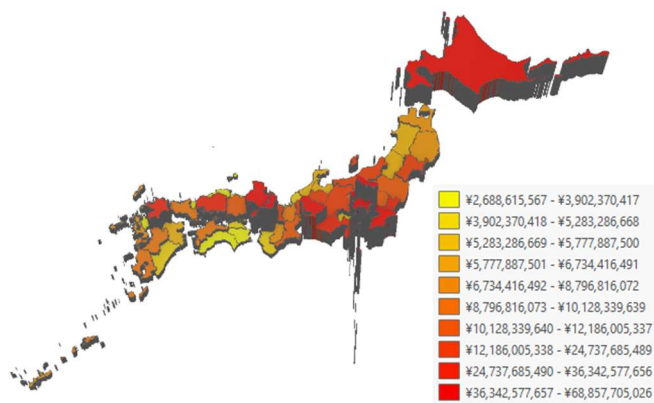 ¥2,688,615,567 - ¥3,902,370,417
¥3,902,370,418 - ¥5,283,286,668
¥5,283,286,669 - ¥5,777,887,500
¥5,777,887,501 - ¥6,734,416,491
¥6,734,416,492 - ¥8,796,816,072
¥8,796,816,073 - ¥10,128,339,639
¥10,128,339,640 - ¥12,186,005,337
¥12,186,005,338 - ¥24,737,685,489
¥24,737,685,490 - ¥36,342,577,656
¥36,342,577,657 - ¥68,857,705,026